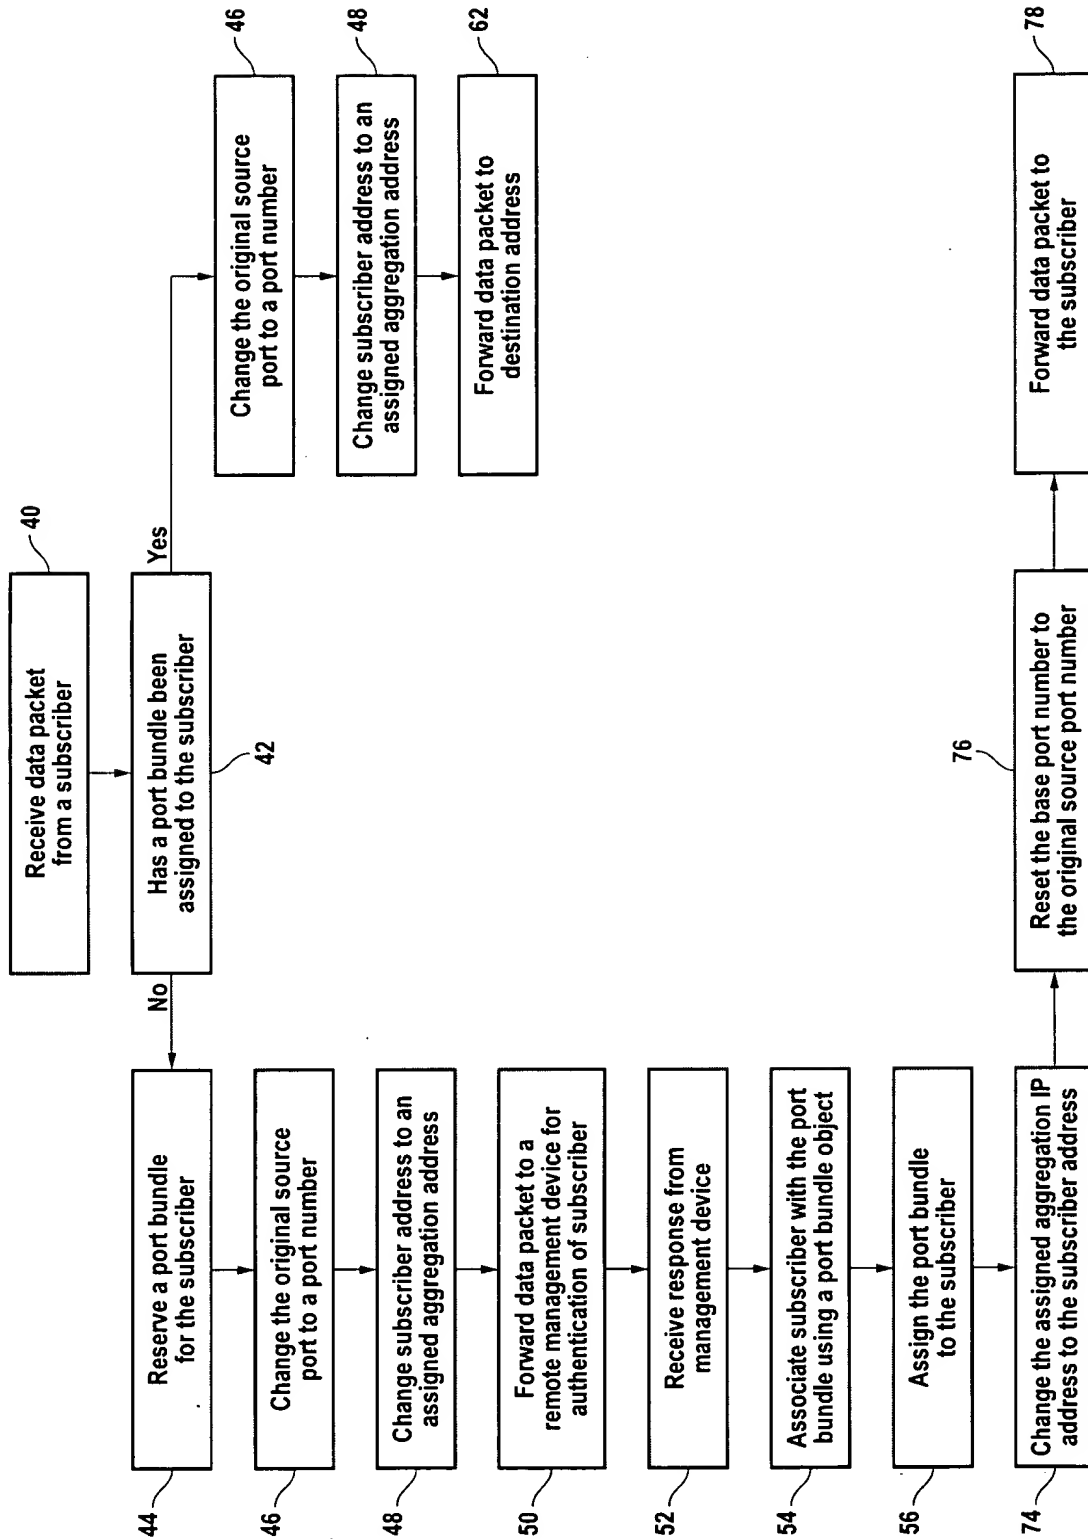 Receive data packet
from a subscriber
40
Has a port bundle been
assigned to the subscriber
42
Yes
No
Change the original source
port to a port number
46
Change subscriber address to an
assigned aggregation address
48
Forward data packet to
destination address
62
Reserve a port bundle
for the subscriber
44
Change the original source
port to a port number
46
Change subscriber address to an
assigned aggregation address
48
Forward data packet to a
remote management device for
authentication of subscriber
50
Receive response from
management device
52
Associate subscriber with the port
bundle using a port bundle object
54
Assign the port bundle
to the subscriber
56
Change the assigned aggregation IP
address to the subscriber address
74
Reset the base port number to
the original source port number
76
Forward data packet to
the subscriber
78